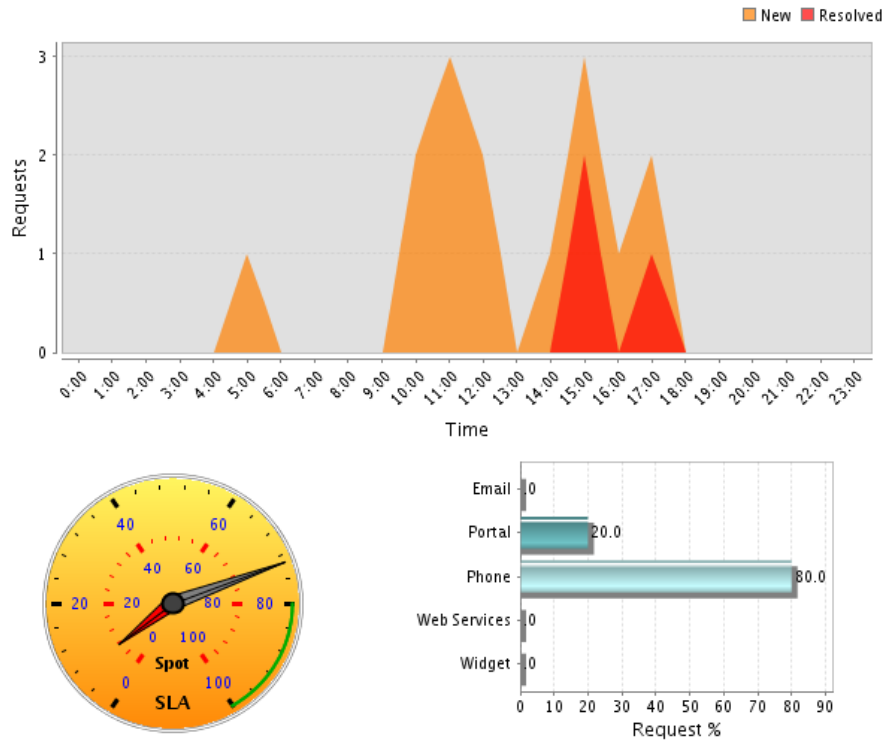 New Resolved
3
2
1
0
Requests
0:00 1:00 2:00 3:00 4:00 5:00 6:00 7:00 8:00 9:00 10:00 11:00 12:00 13:00 14:00 15:00 16:00 17:00 18:00 19:00 20:00 21:00 22:00 23:00
Time
40 60
40 60
20 20 80 80
0 100
Spot
0 100
SLA
Email .0
Portal 20.0
Phone 80.0
Web Services .0
Widget .0
0 10 20 30 40 50 60 70 80 90
Request %